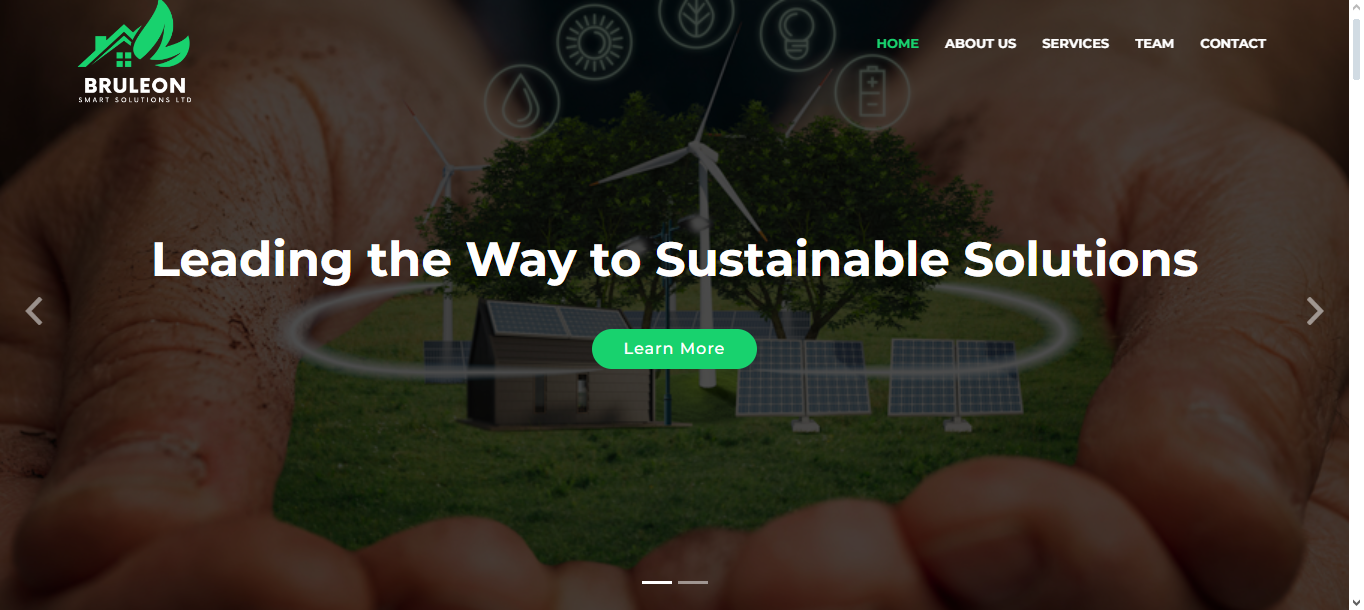 BRULEON
SMART SOLUTIONS LTD
HOME ABOUT US SERVICES TEAM CONTACT
Leading the Way to Sustainable Solutions
Learn More